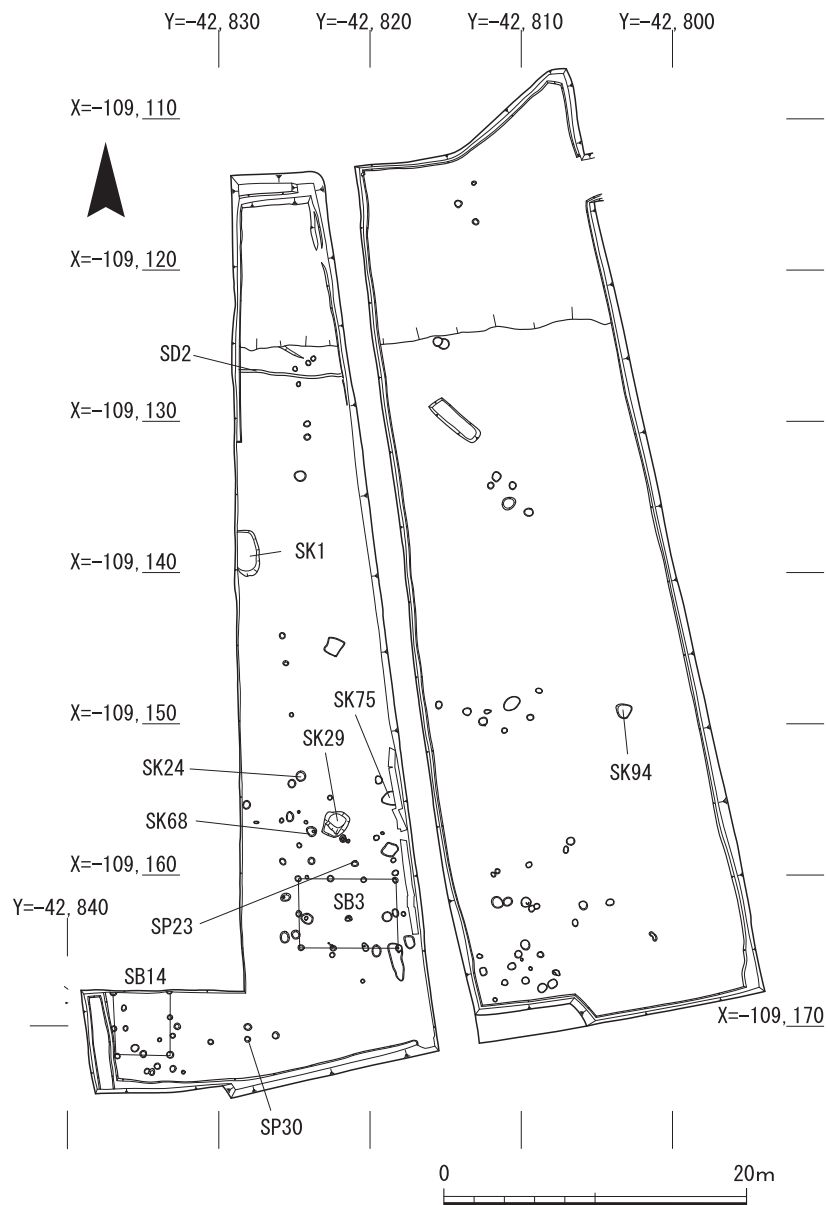 Y=-42,830
Y=-42,820
Y=-42,810
Y=-42,800
X=-109,110
X=-109,120
SD2
X=-109,130
SK1
X=-109,140
SK75
X=-109,150
SK29
SK24
SK94
SK68
X=-109,160
SB3
Y=-42,840
SP23
SB14
X=-109,170
SP30
0
20m